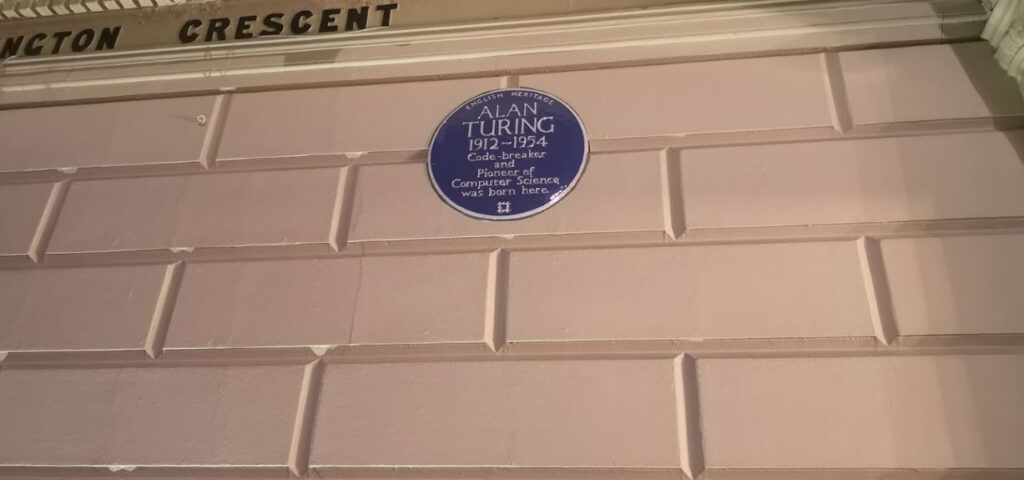 NGTON CRESCENT
ENGLISH HERITAGE
ALAN
TURING
1912-1954
Code-breaker
and
Pioneer of
Computer Science
was born here